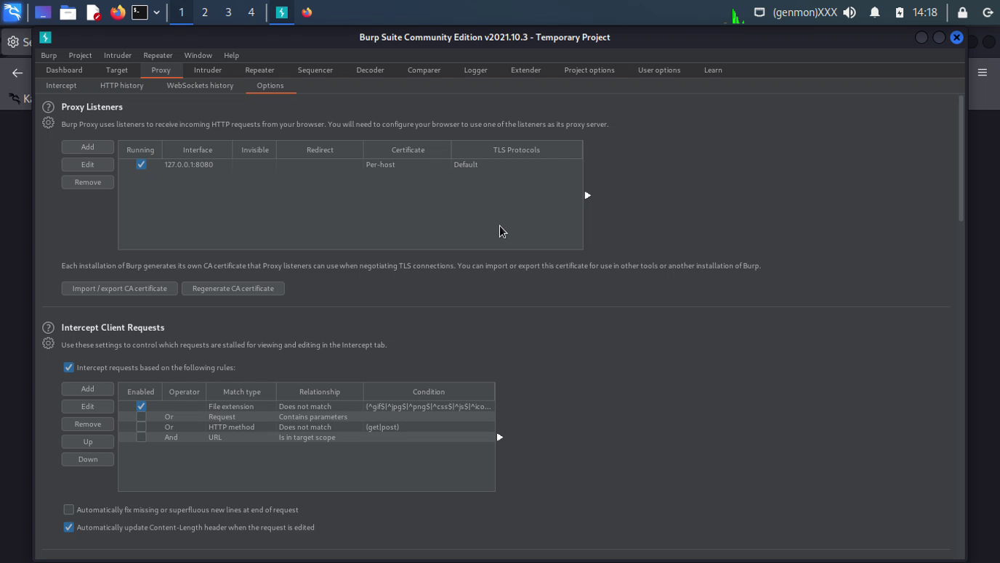 1 2 3 4 (genmon)XXX 14:18
Se
Burp Suite Community Edition v2021.10.3 - Temporary Project
Burp Project Intruder Repeater Window Help
Dashboard Target Proxy Intruder Repeater Sequencer Decoder Comparer Logger Extender Project options User options Learn
Intercept HTTP history WebSockets history Options
Ka
Proxy Listeners
Burp Proxy uses listeners to receive incoming HTTP requests from your browser. You will need to configure your browser to use one of the listeners as its proxy server.
Add
Edit
Remove
Running Interface Invisible Redirect Certificate TLS Protocols
127.0.0.1:8080 Per-host Default
Each installation of Burp generates its own CA certificate that Proxy listeners can use when negotiating TLS connections. You can import or export this certificate for use in other tools or another installation of Burp.
Import / export CA certificate Regenerate CA certificate
Intercept Client Requests
Use these settings to control which requests are stalled for viewing and editing in the Intercept tab.
Intercept requests based on the following rules:
Add
Edit
Remove
Up
Down
Enabled Operator Match type Relationship Condition
File extension Does not match (^gif$|^jpg$|^png$|^css$|^js$|^ico...
Or Request Contains parameters
Or HTTP method Does not match (get|post)
And URL Is in target scope
Automatically fix missing or superfluous new lines at end of request
Automatically update Content-Length header when the request is edited